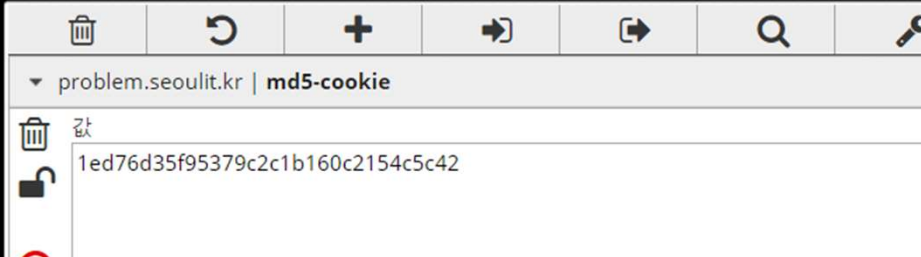 problem.seoulit.kr | md5-cookie
값
1ed76d35f95379c2c1b160c2154c5c42